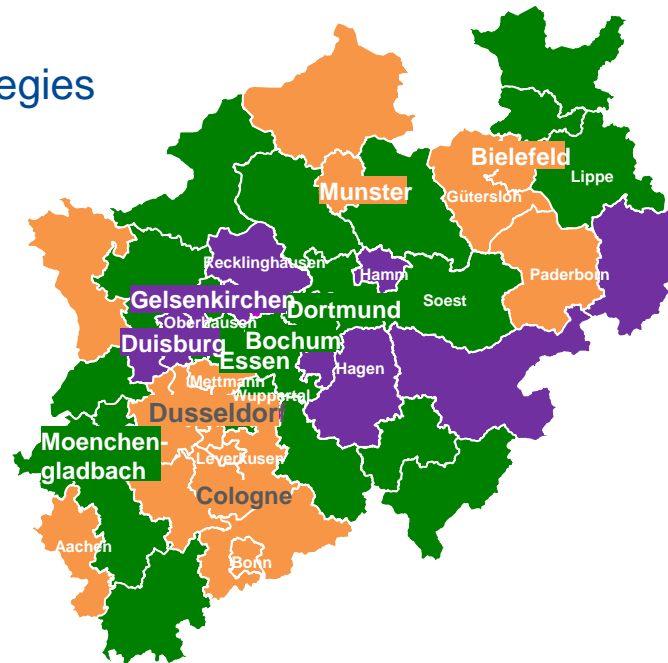 egies
Bielefeld
Lippe
Munster
Gütersloh
Recklinghausen
Hamm
Paderborn
Gelsenkirchen
Soest
Dortmund
Oberhausen
Duisburg
Bochum
Essen
Hagen
Mettmann
Wuppertal
Dusseldorf
Moenchen-
gladbach
Leverkusen
Cologne
Aachen
Bonn